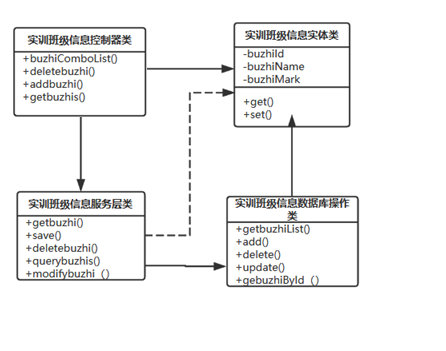 实训班级信息控制器类
+buzhiComboList()
+deletebuzhi()
+addbuzhi()
+getbuzhis()
实训班级信息实体类
-buzhiId
-buzhiName
-buzhiMark
+get()
+set()
实训班级信息服务层类
+getbuzhi()
+save()
+deletebuzhi()
+querybuzhis()
+modifybuzhi（）
实训班级信息数据库操作
类
+getbuzhiList()
+add()
+delete()
+update()
+gebuzhiById（）